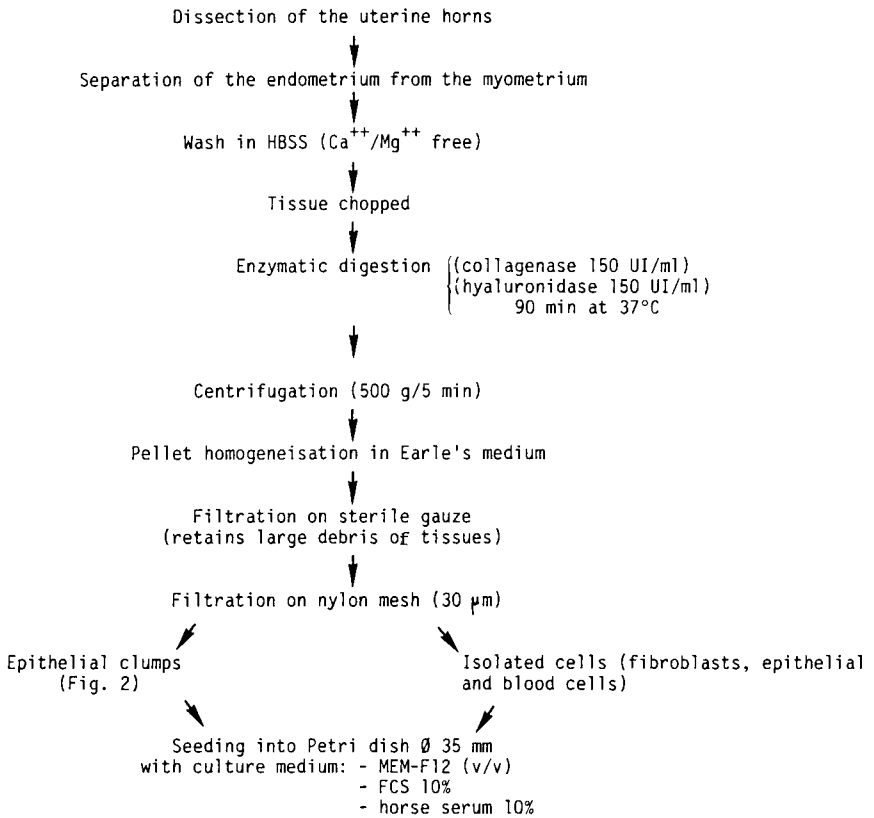 Dissection of the uterine horns
Separation of the endometrium from the myometrium
Wash in HBSS (Ca++/Mg++ free)
Tissue chopped
Enzymatic digestion {(collagenase 150 UI/ml)
(hyaluronidase 150 UI/ml)
90 min at 37°C
Centrifugation (500 g/5 min)
Pellet homogeneisation in Earle's medium
Filtration on sterile gauze
(retains large debris of tissues)
Filtration on nylon mesh (30 µm)
Epithelial clumps
(Fig. 2)
Isolated cells (fibroblasts, epithelial
and blood cells)
Seeding into Petri dish Ø 35 mm
with culture medium: - MEM-F12 (v/v)
- FCS 10%
- horse serum 10%